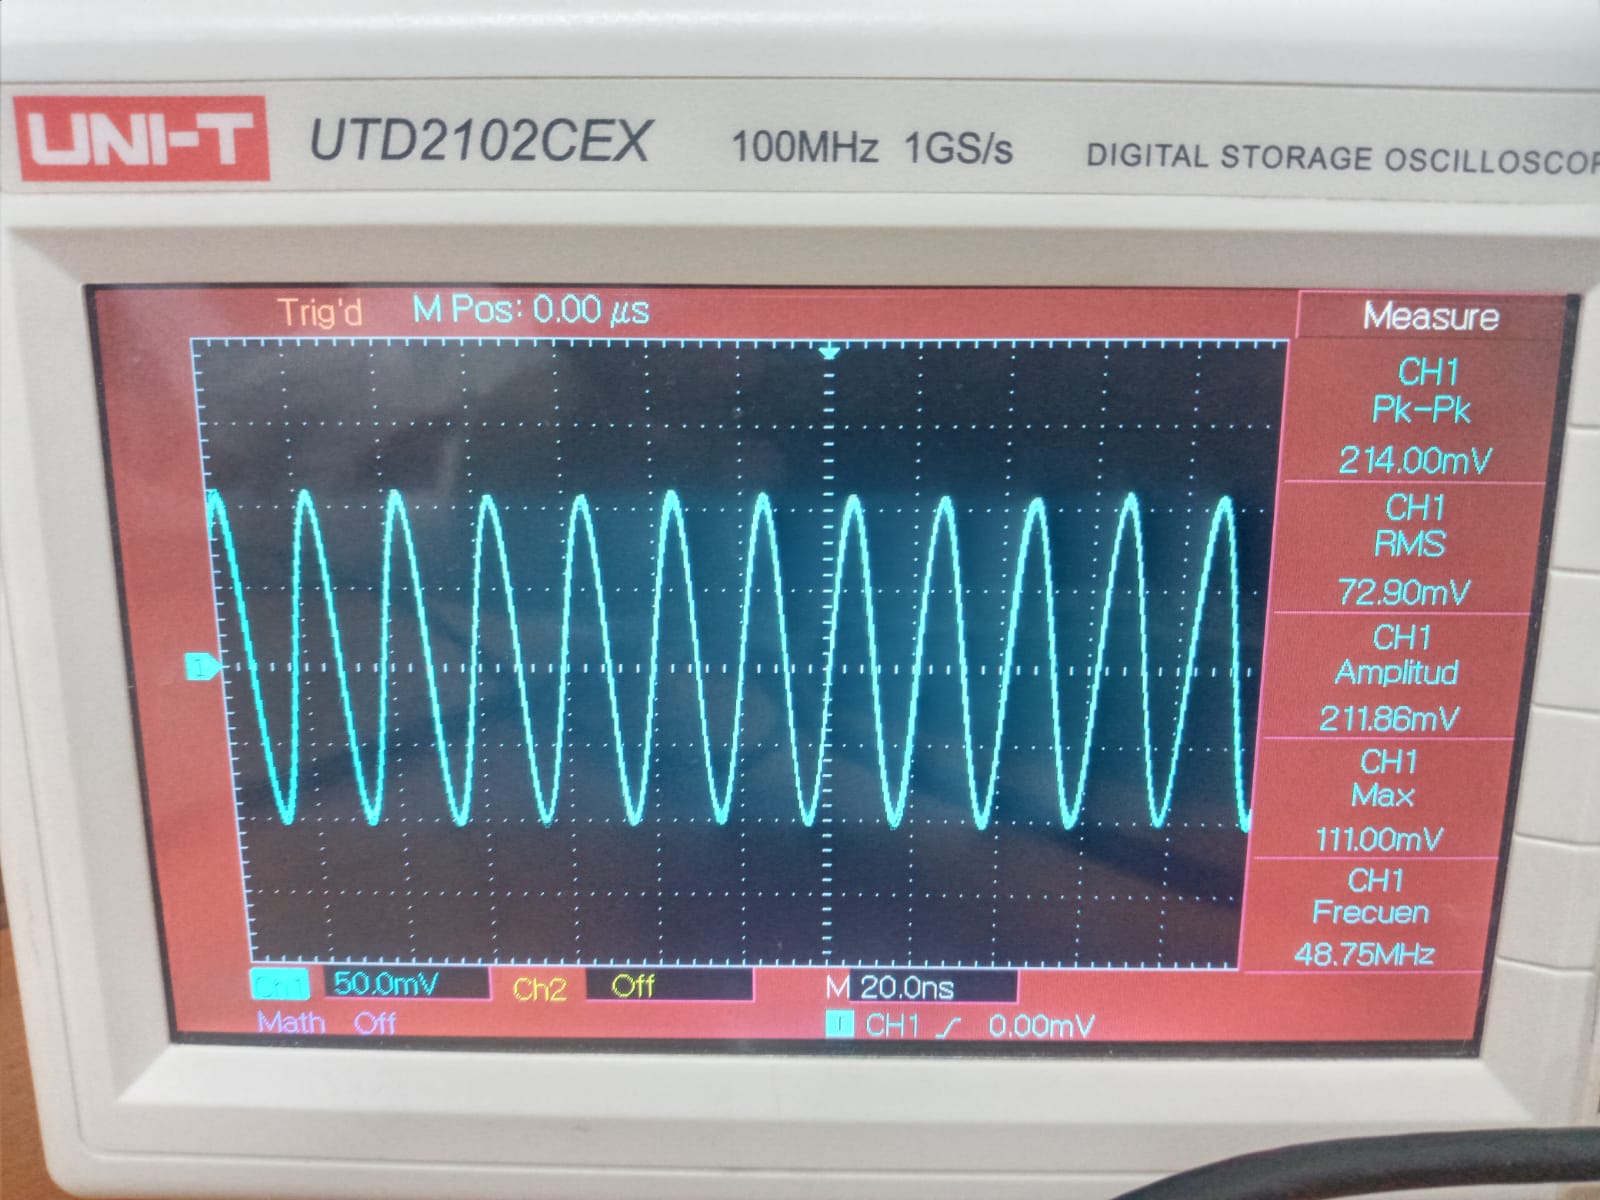 UNI-T UTD2102CEX 100MHz 1GS/s DIGITAL STORAGE OSCILLOSCOP
Trig'd M Pos: 0.00 μs
Measure
CH1
Pk-Pk
214.00mV
CH1
RMS
72.90mV
CH1
Amplitud
211.86mV
CH1
Max
111.00mV
CH1
Frecuen
48.75MHz
1
Ch1 50.0mV Ch2 Off M 20.0ns
Math Off CH1 0.00mV